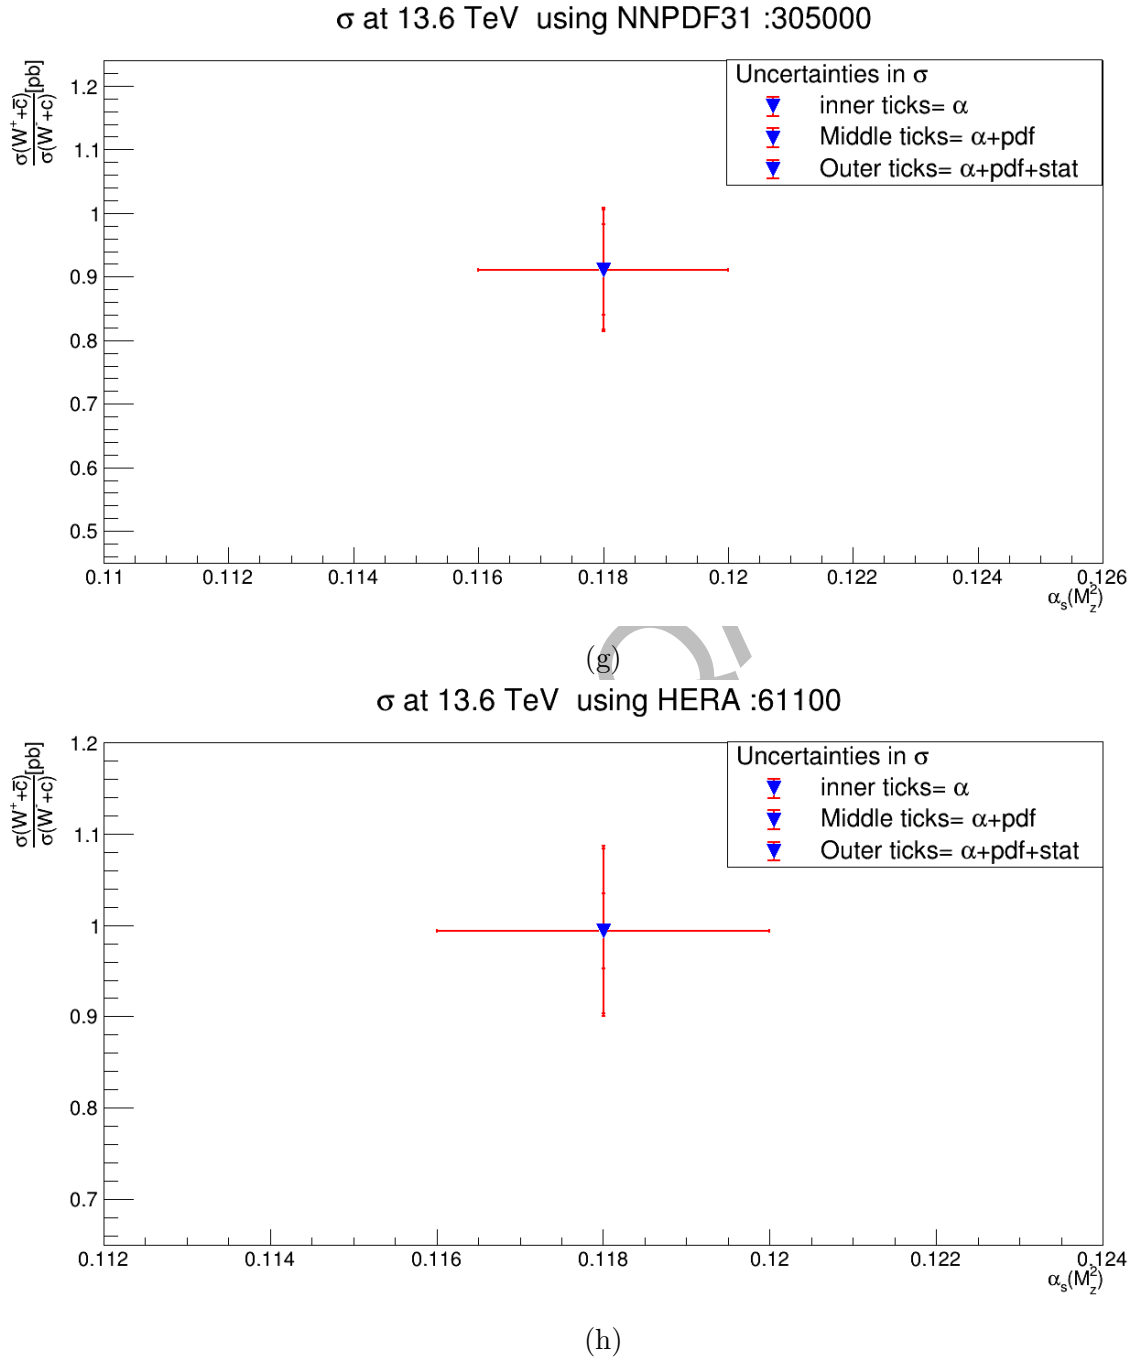 σ at 13.6 TeV  using NNPDF31 :305000
σ(W⁺+c̄)/σ(W⁻+c)[pb]
Uncertainties in σ
inner ticks= α
Middle ticks= α+pdf
Outer ticks= α+pdf+stat
1.2
1.1
1
0.9
0.8
0.7
0.6
0.5
0.11 0.112 0.114 0.116 0.118 0.12 0.122 0.124 0.126
αₛ(M_z²)
(g)
σ at 13.6 TeV  using HERA :61100
σ(W⁺+c̄)/σ(W⁻+c)[pb]
Uncertainties in σ
inner ticks= α
Middle ticks= α+pdf
Outer ticks= α+pdf+stat
1.2
1.1
1
0.9
0.8
0.7
0.112 0.114 0.116 0.118 0.12 0.122 0.124
αₛ(M_z²)
(h)